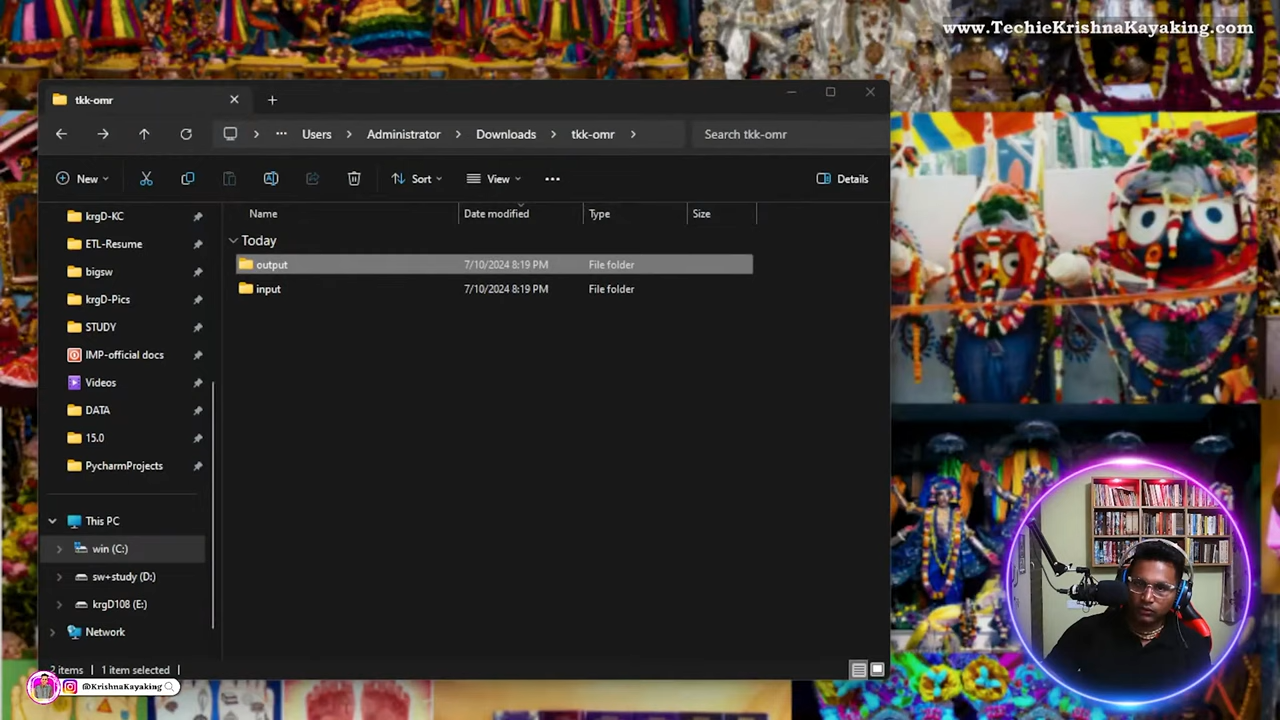 www.TechieKrishnaKayaking.com
tkk-omr
Users Administrator Downloads tkk-omr
Search tkk-omr
New
Sort
View
Details
Name
Date modified
Type
Size
krgD-KC
ETL-Resume
bigsw
krgD-Pics
STUDY
IMP-official docs
Videos
DATA
15.0
PycharmProjects
This PC
win (C:)
sw+study (D:)
krgD108 (E:)
Network
Today
output 7/10/2024 8:19 PM File folder
input 7/10/2024 8:19 PM File folder
2 items 1 item selected
@KrishnaKayaking